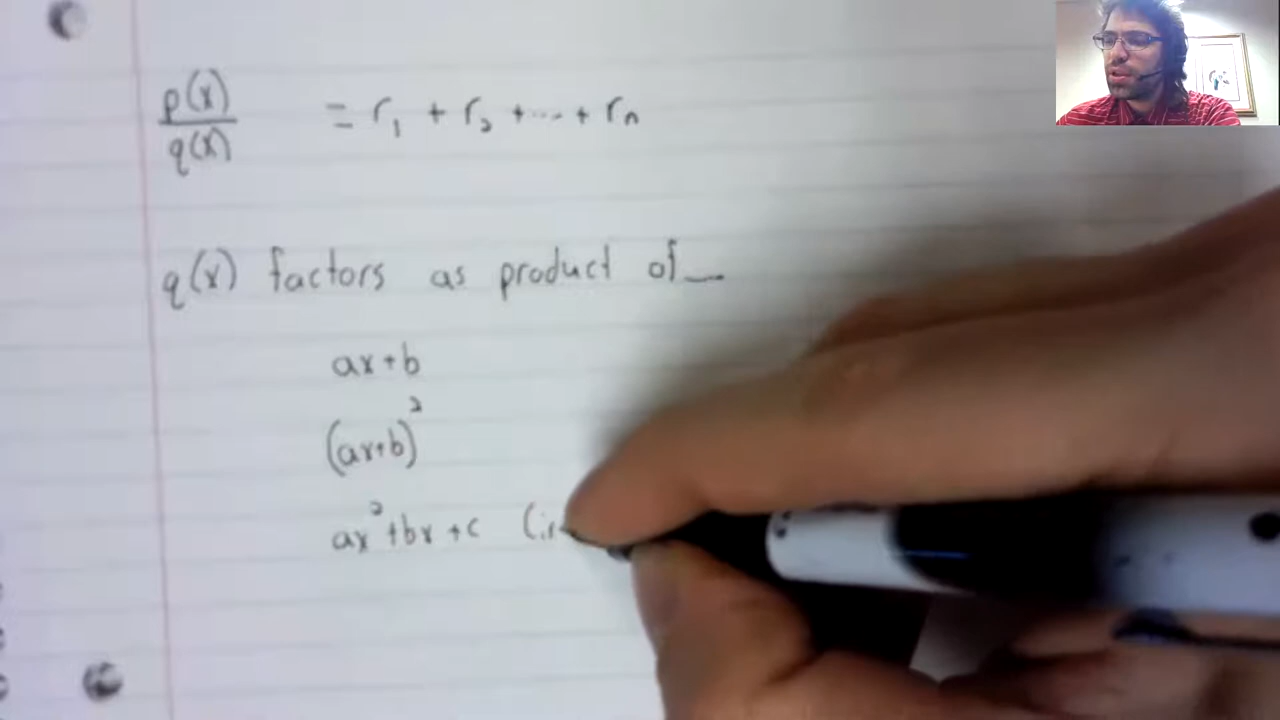 p(x)/q(x) = r₁ + r₂ + ... + rₙ
q(x) factors as product of
ax+b
(ax+b)²
ax²+bx+c